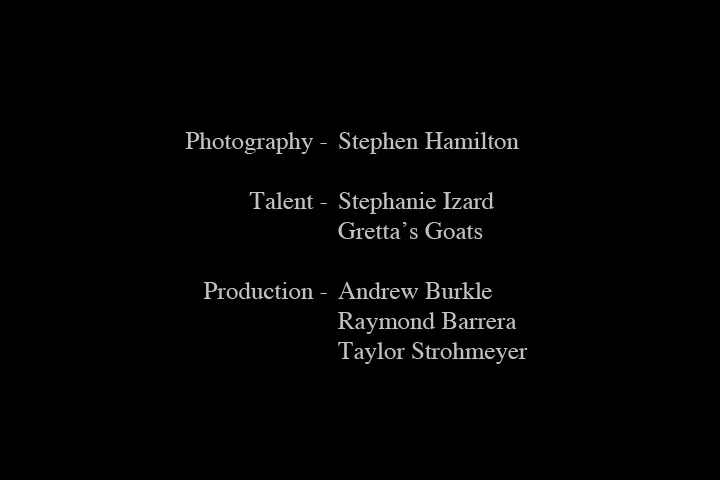 Photography - Stephen Hamilton
Talent - Stephanie Izard
Gretta’s Goats
Production - Andrew Burkle
Raymond Barrera
Taylor Strohmeyer